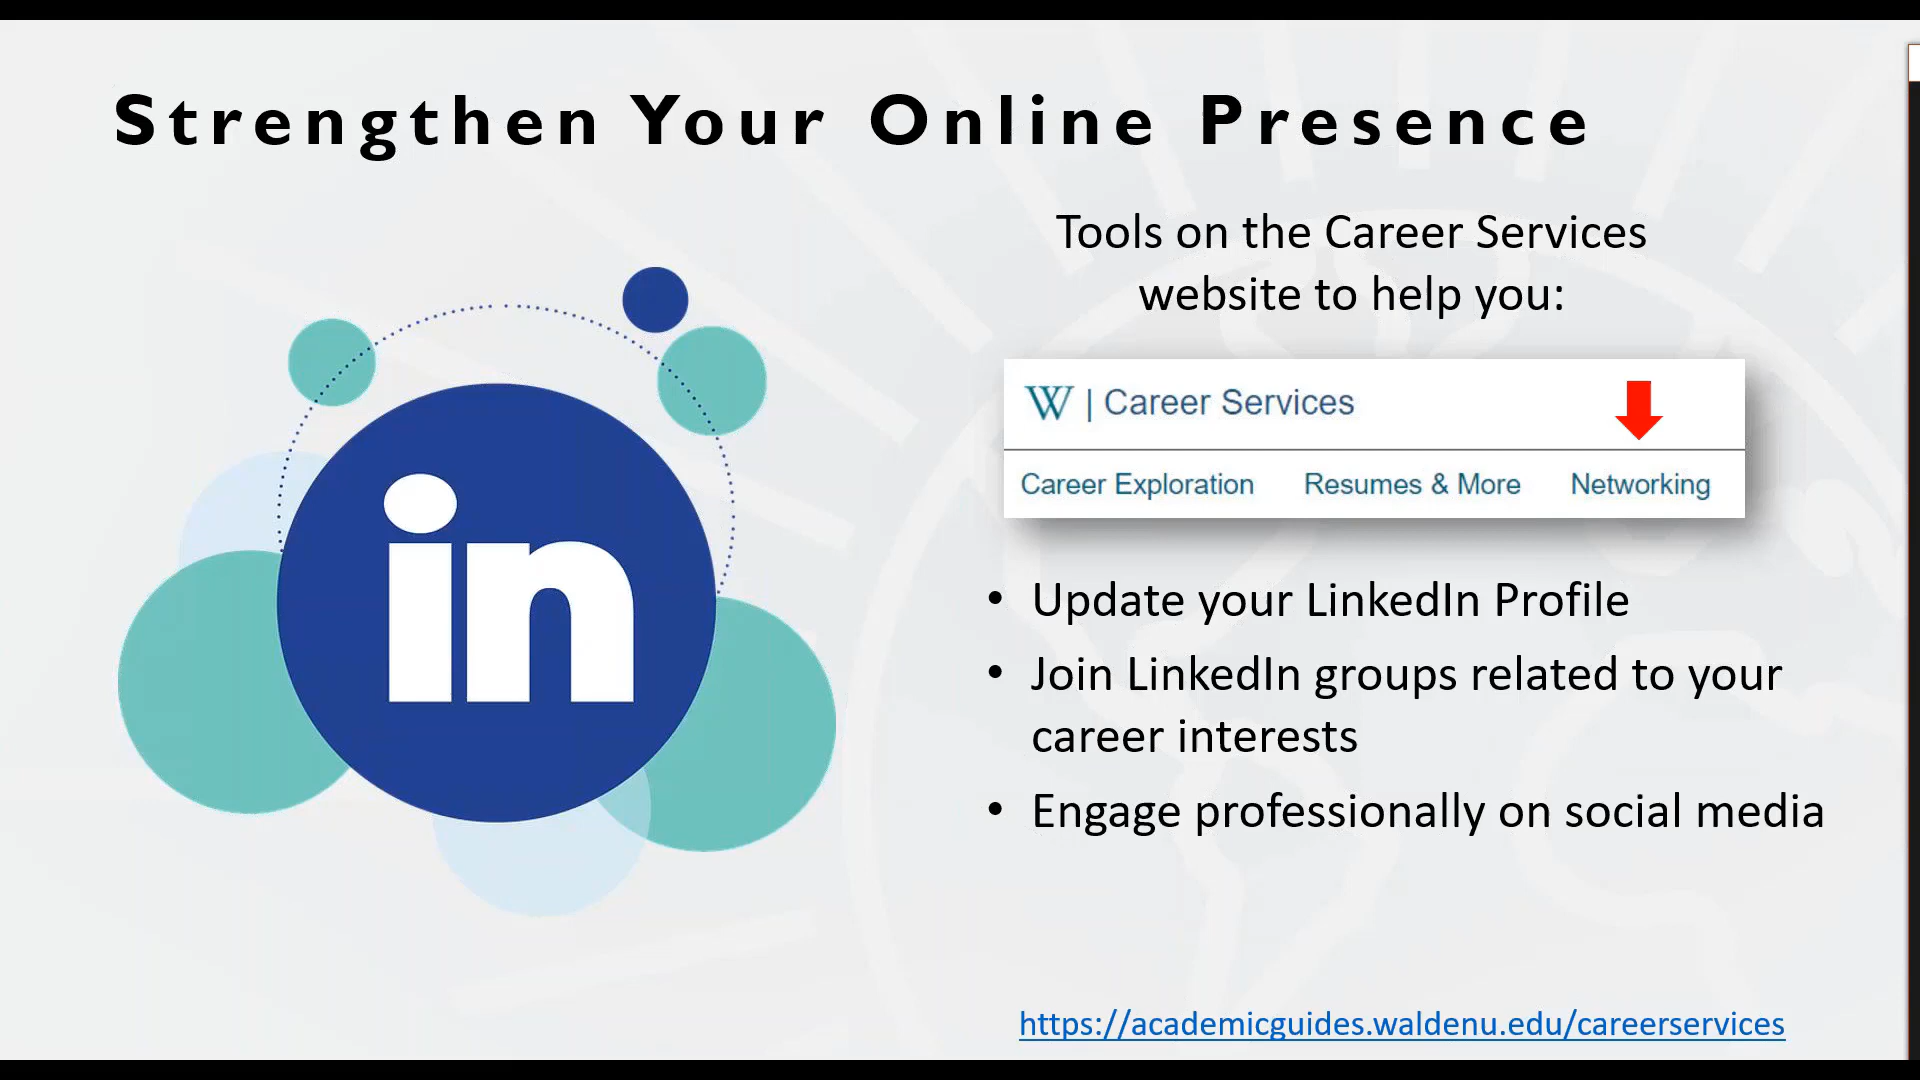 Strengthen Your Online Presence
Tools on the Career Services
website to help you:
W | Career Services
Career Exploration Resumes & More Networking
in
• Update your LinkedIn Profile
• Join LinkedIn groups related to your
career interests
• Engage professionally on social media
https://academicguides.waldenu.edu/careerservices